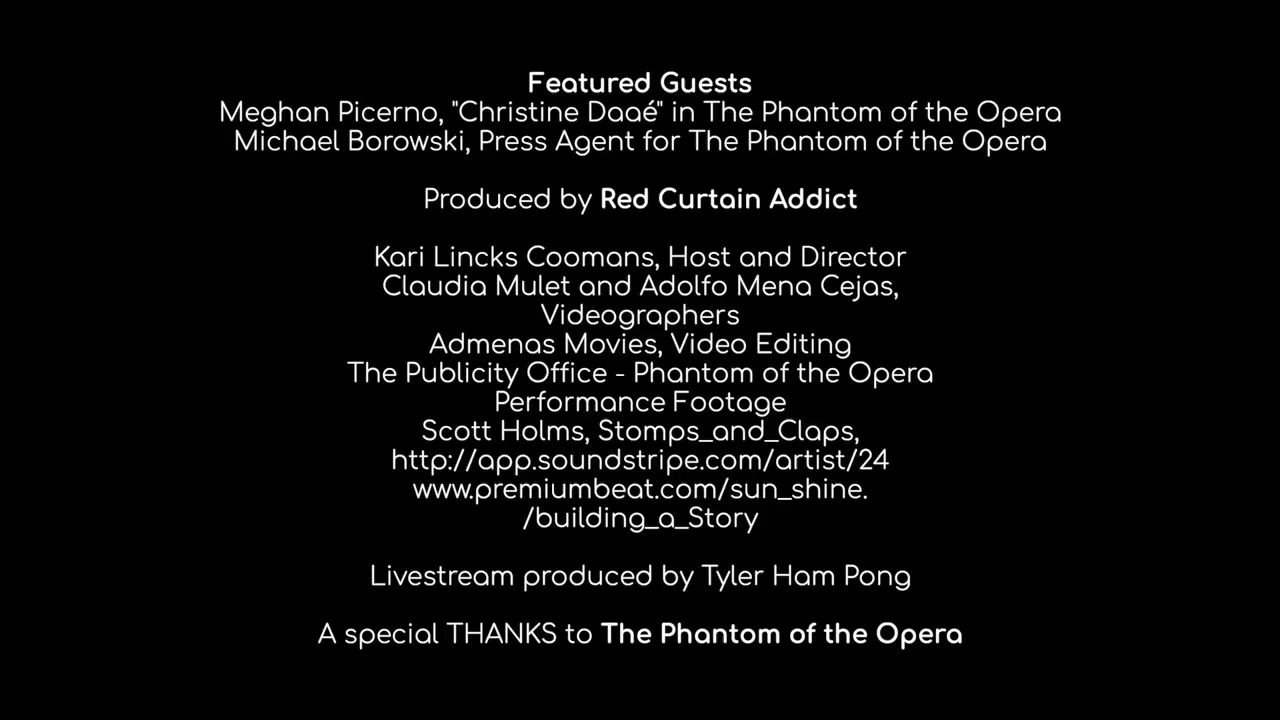 Featured Guests
Meghan Picerno, "Christine Daaé" in The Phantom of the Opera
Michael Borowski, Press Agent for The Phantom of the Opera
Produced by Red Curtain Addict
Kari Lincks Coomans, Host and Director
Claudia Mulet and Adolfo Mena Cejas,
Videographers
Admenas Movies, Video Editing
The Publicity Office - Phantom of the Opera
Performance Footage
Scott Holms, Stomps_and_Claps,
http://app.soundstripe.com/artist/24
www.premiumbeat.com/sun_shine.
/building_a_Story
Livestream produced by Tyler Ham Pong
A special THANKS to The Phantom of the Opera